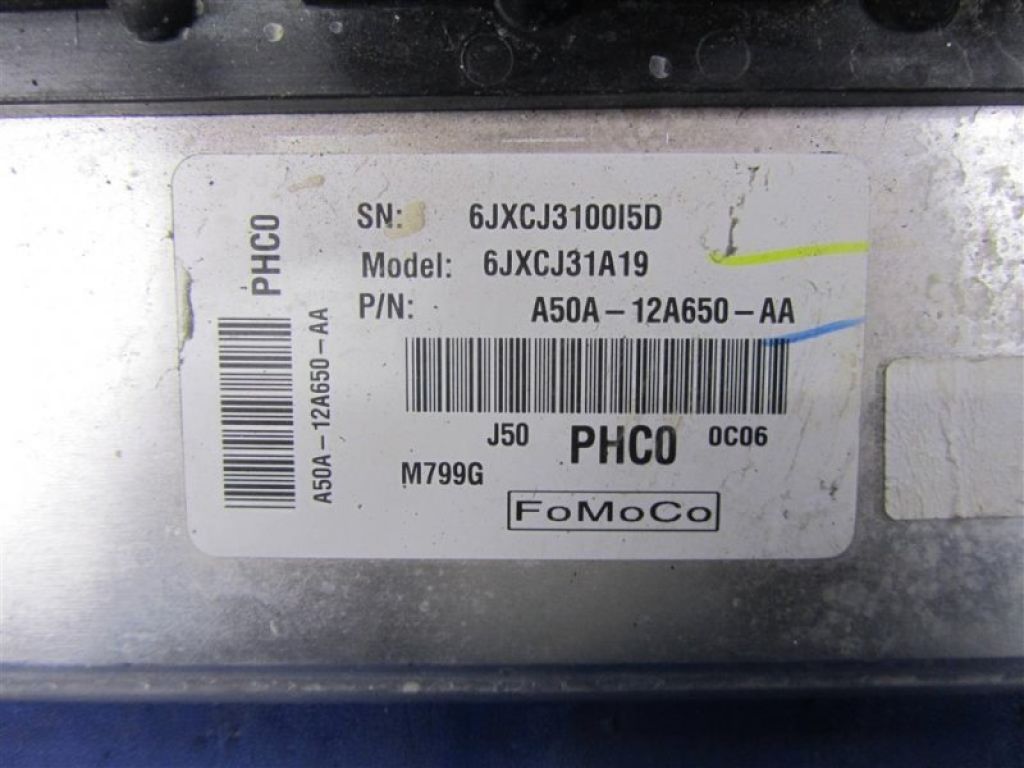 PHC0
A50A-12A650-AA
SN: 6JXCJ3100I5D
Model: 6JXCJ31A19
P/N: A50A-12A650-AA
J50 PHC0 0C06
M799G
FoMoCo